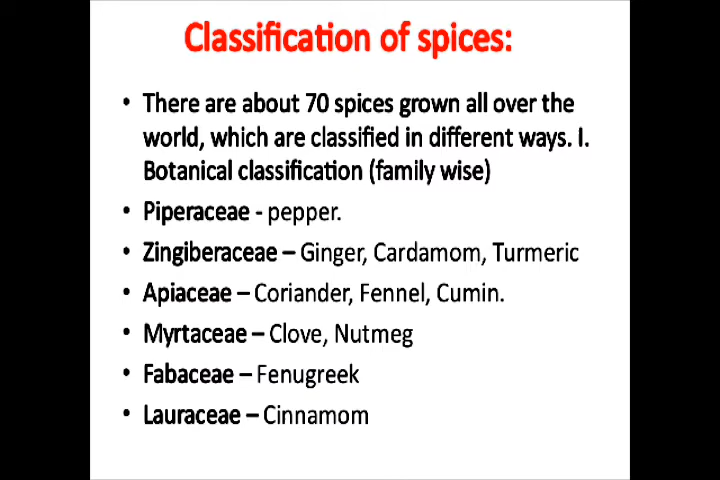 Classification of spices:
• There are about 70 spices grown all over the
world, which are classified in different ways. I.
Botanical classification (family wise)
• Piperaceae - pepper.
• Zingiberaceae – Ginger, Cardamom, Turmeric
• Apiaceae – Coriander, Fennel, Cumin.
• Myrtaceae – Clove, Nutmeg
• Fabaceae – Fenugreek
• Lauraceae – Cinnamom